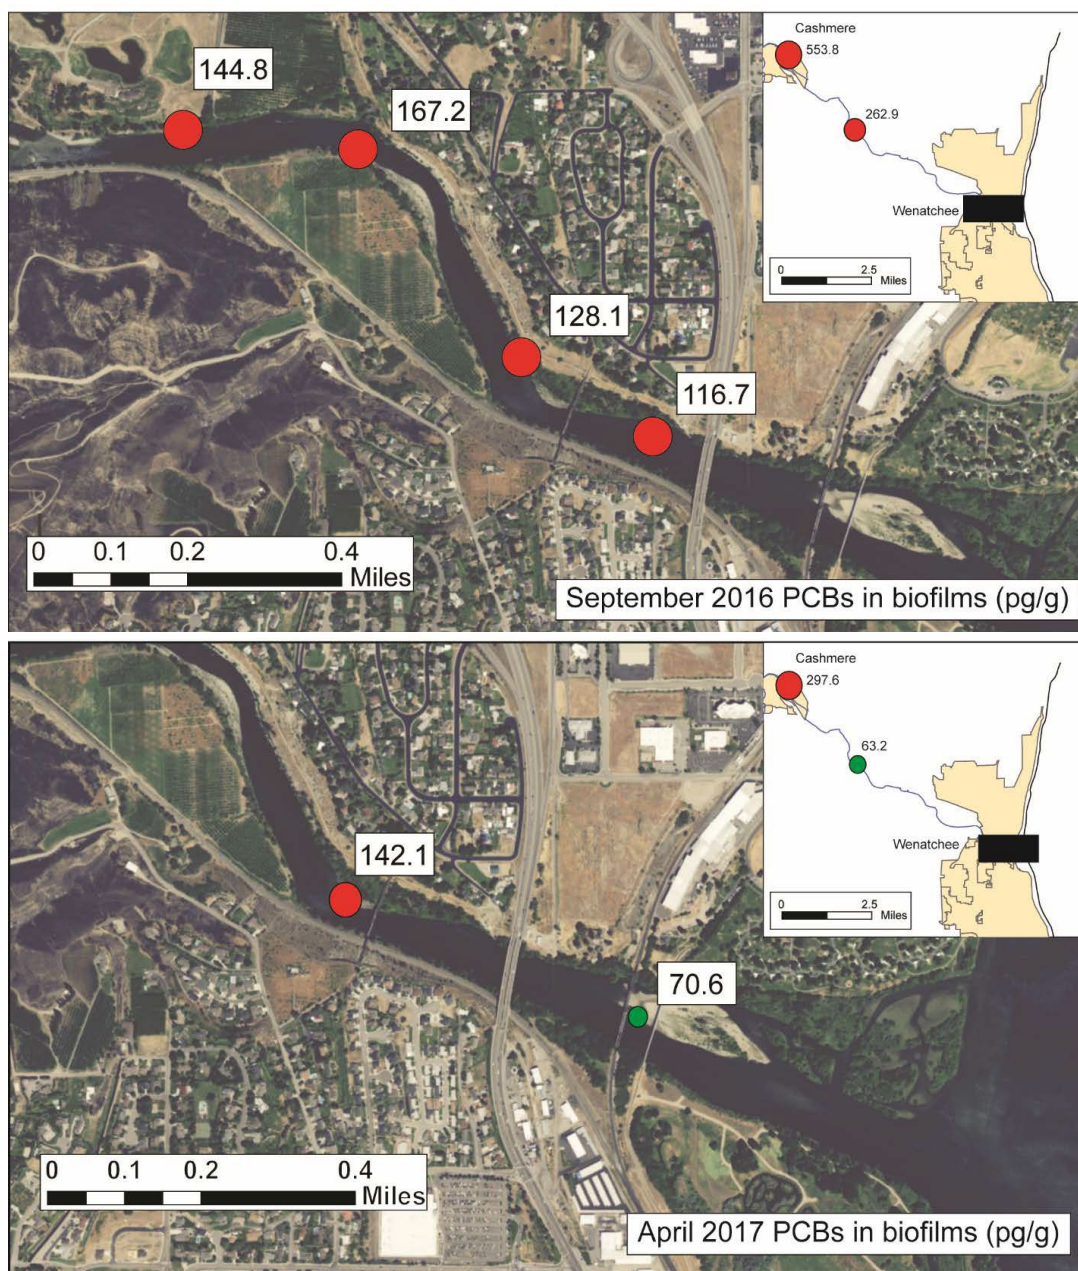 144.8
167.2
128.1
116.7
0 0.1 0.2 0.4
Miles
September 2016 PCBs in biofilms (pg/g)
Cashmere
553.8
262.9
Wenatchee
0 2.5
Miles
142.1
70.6
0 0.1 0.2 0.4
Miles
April 2017 PCBs in biofilms (pg/g)
Cashmere
297.6
63.2
Wenatchee
0 2.5
Miles